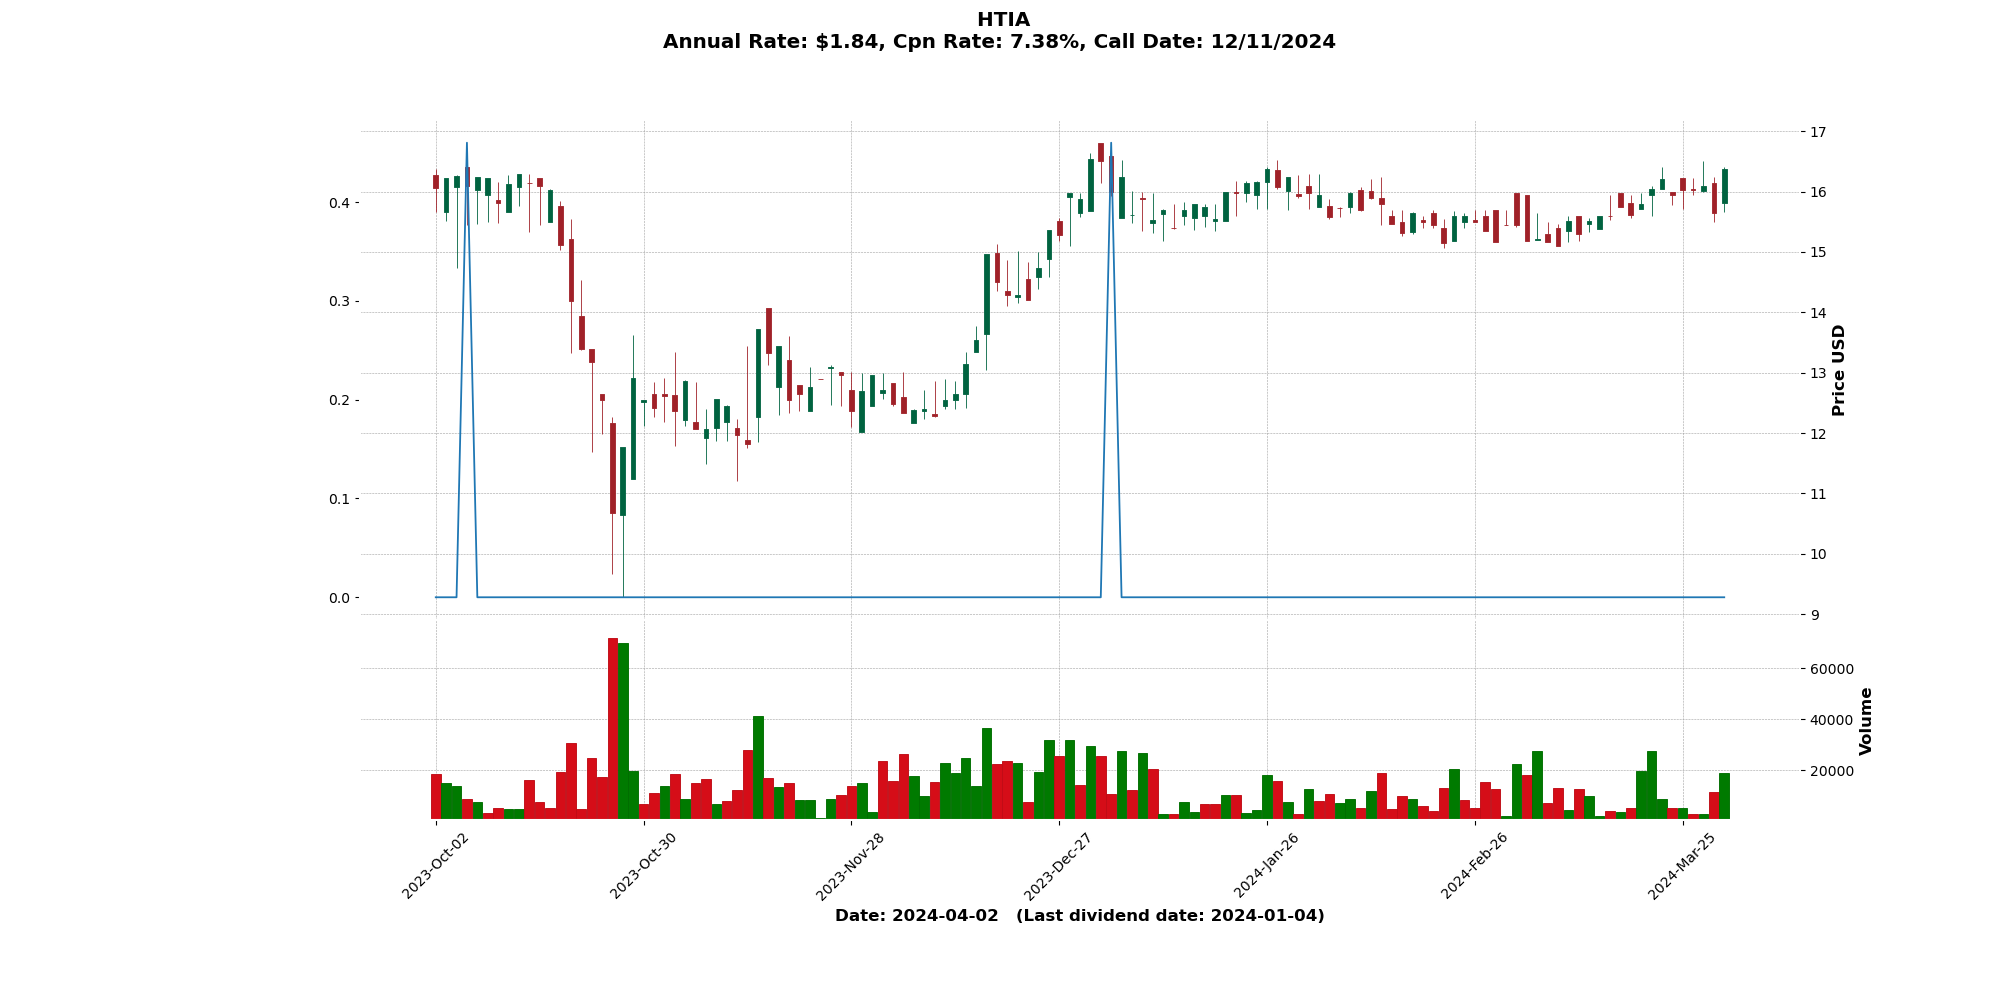 HTIA
Annual Rate: $1.84, Cpn Rate: 7.38%, Call Date: 12/11/2024
0.4
0.3
0.2
0.1
0.0
17
16
15
14
13
12
11
10
9
Price USD
60000
40000
20000
Volume
2023-Oct-02
2023-Oct-30
2023-Nov-28
2023-Dec-27
2024-Jan-26
2024-Feb-26
2024-Mar-25
Date: 2024-04-02 (Last dividend date: 2024-01-04)